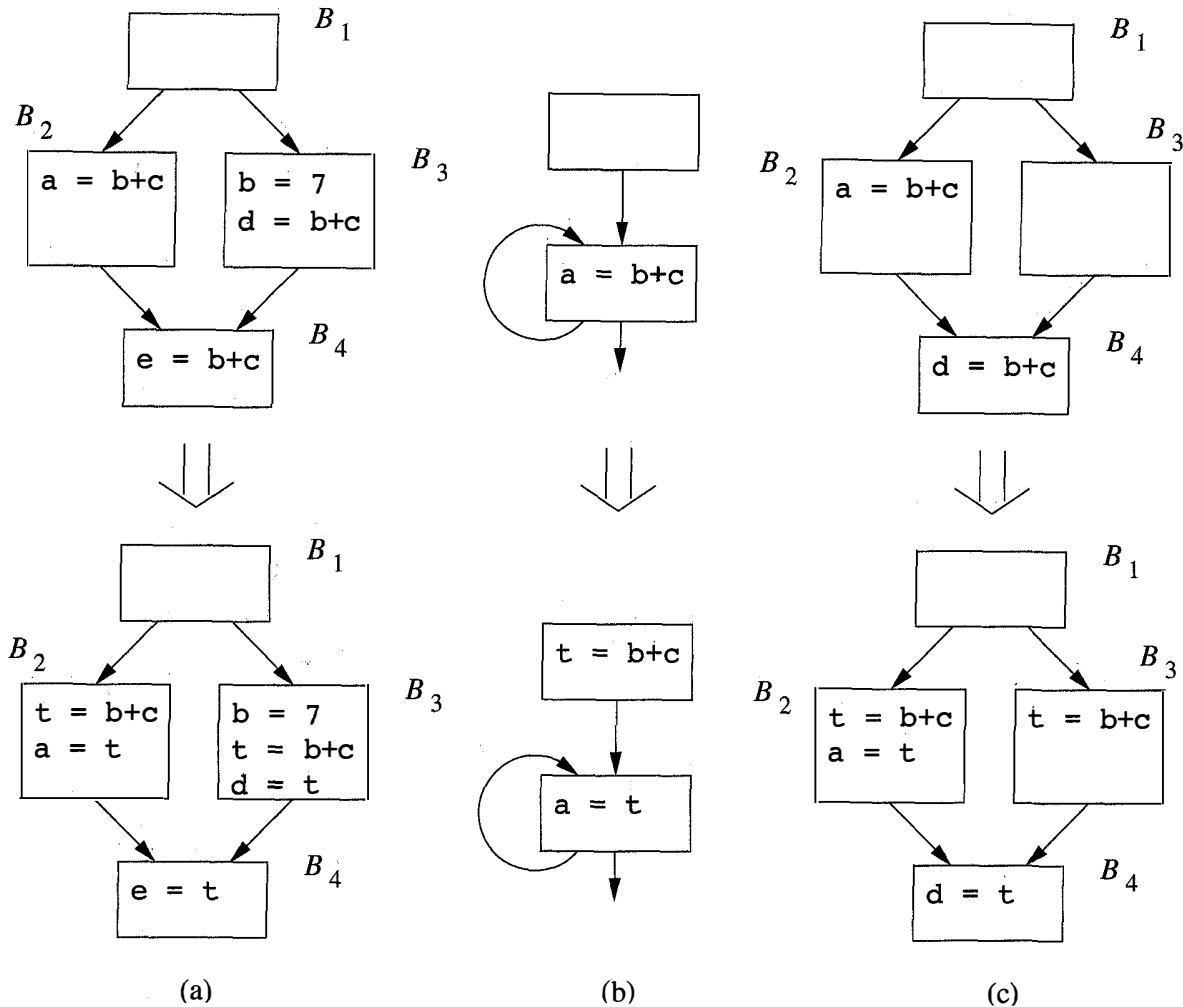 B1
B2
a = b+c
b = 7
d = b+c
B3
e = b+c
B4
B1
B2
t = b+c
a = t
b = 7
t = b+c
d = t
B3
e = t
B4
(a)
a = b+c
t = b+c
a = t
(b)
B1
B2
a = b+c
B3
d = b+c
B4
B1
B2
t = b+c
a = t
B3
t = b+c
d = t
B4
(c)